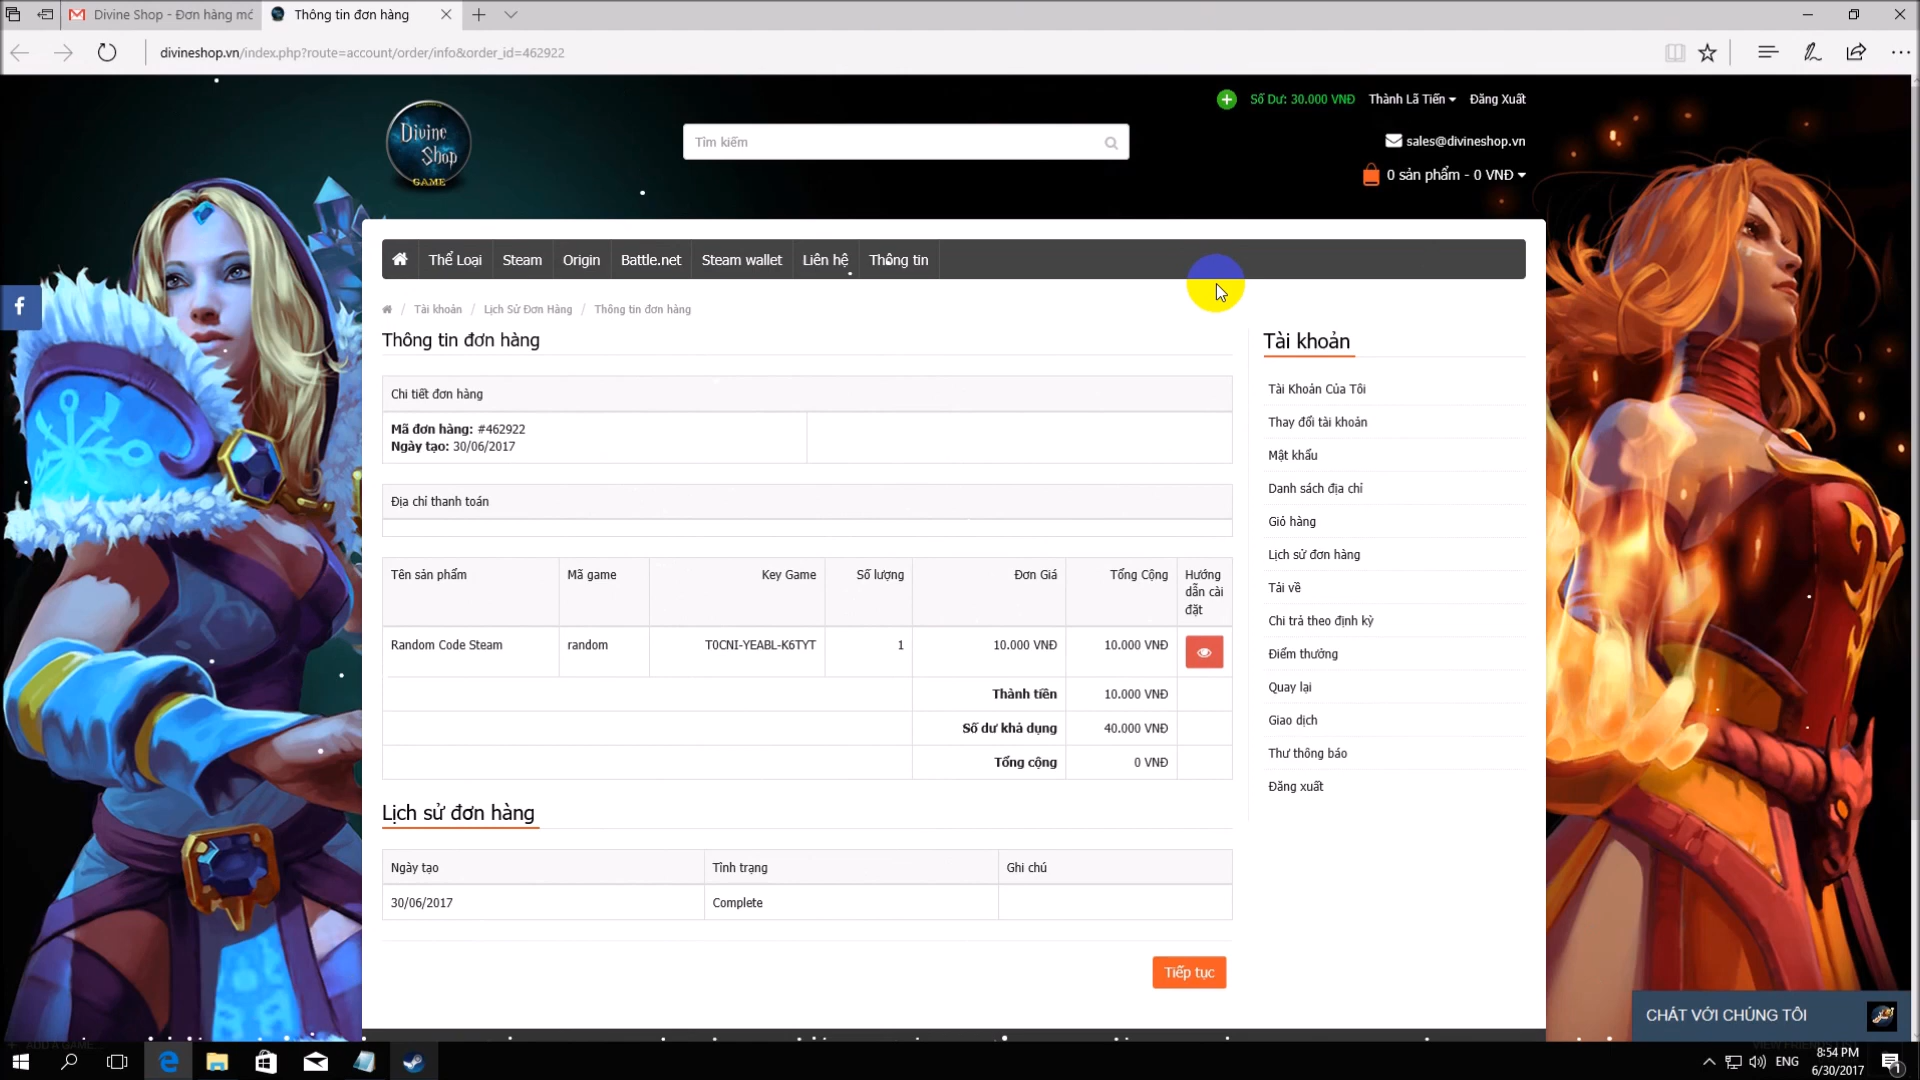 Divine Shop - Đơn hàng mớ
Thông tin đơn hàng
divineshop.vn/index.php?route=account/order/info&order_id=462922
Số Dư: 30.000 VNĐ Thành Lã Tiến Đăng Xuất
Divine
Shop
GAME
Tìm kiếm
sales@divineshop.vn
0 sản phẩm - 0 VNĐ
Thể Loại Steam Origin Battle.net Steam wallet Liên hệ Thông tin
/ Tài khoản / Lịch Sử Đơn Hàng / Thông tin đơn hàng
Thông tin đơn hàng
Chi tiết đơn hàng
Mã đơn hàng: #462922
Ngày tạo: 30/06/2017
Địa chỉ thanh toán
Tên sản phẩm Mã game Key Game Số lượng Đơn Giá Tổng Cộng Hướng
dẫn cài
đặt
Random Code Steam random T0CNI-YEABL-K6TYT 1 10.000 VNĐ 10.000 VNĐ
Thành tiền 10.000 VNĐ
Số dư khả dụng 40.000 VNĐ
Tổng cộng 0 VNĐ
Lịch sử đơn hàng
Ngày tạo Tình trạng Ghi chú
30/06/2017 Complete
Tiếp tục
Tài khoản
Tài Khoản Của Tôi
Thay đổi tài khoản
Mật khẩu
Danh sách địa chỉ
Giỏ hàng
Lịch sử đơn hàng
Tải về
Chi trả theo định kỳ
Điểm thưởng
Quay lại
Giao dịch
Thư thông báo
Đăng xuất
CHÁT VỚI CHÚNG TÔI
ENG
8:54 PM
6/30/2017
1